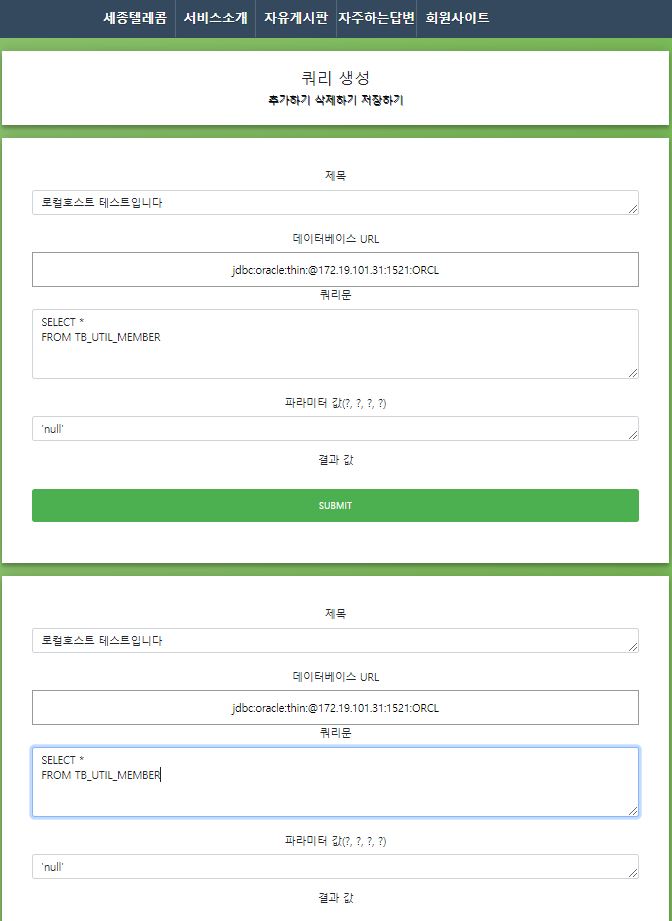 세종텔레콤 서비스소개 자유게시판 자주하는답변 회원사이트
쿼리 생성
추가하기 삭제하기 저장하기
제목
로컬호스트 테스트입니다
데이터베이스 URL
jdbc:oracle:thin:@172.19.101.31:1521:ORCL
쿼리문
SELECT *
FROM TB_UTIL_MEMBER
파라미터 값(?, ?, ?, ?)
'null'
결과 값
SUBMIT
제목
로컬호스트 테스트입니다
데이터베이스 URL
jdbc:oracle:thin:@172.19.101.31:1521:ORCL
쿼리문
SELECT *
FROM TB_UTIL_MEMBER
파라미터 값(?, ?, ?, ?)
'null'
결과 값